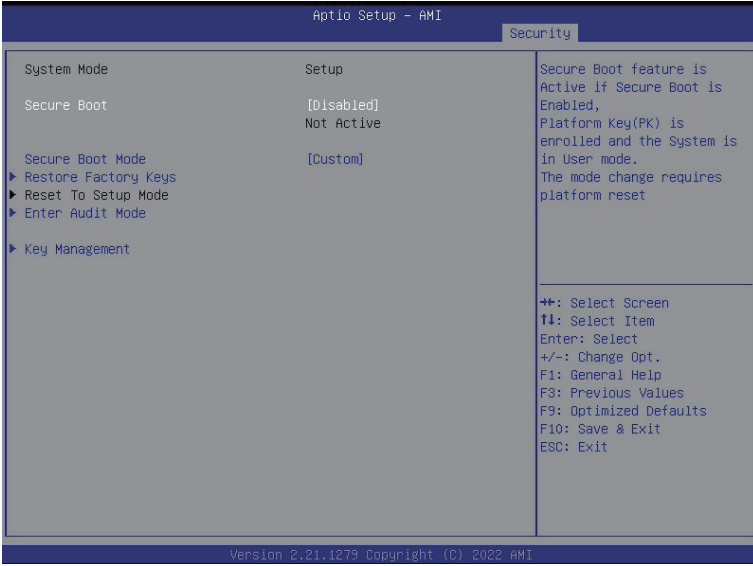 Aptio Setup - AMI
Security
System Mode Setup
Secure Boot [Disabled]
Not Active
Secure Boot Mode [Custom]
Restore Factory Keys
Reset To Setup Mode
Enter Audit Mode
Key Management
Secure Boot feature is
Active if Secure Boot is
Enabled,
Platform Key(PK) is
enrolled and the System is
in User mode.
The mode change requires
platform reset
→←: Select Screen
↑↓: Select Item
Enter: Select
+/-: Change Opt.
F1: General Help
F3: Previous Values
F9: Optimized Defaults
F10: Save & Exit
ESC: Exit
Version 2.21.1279 Copyright (C) 2022 AMI